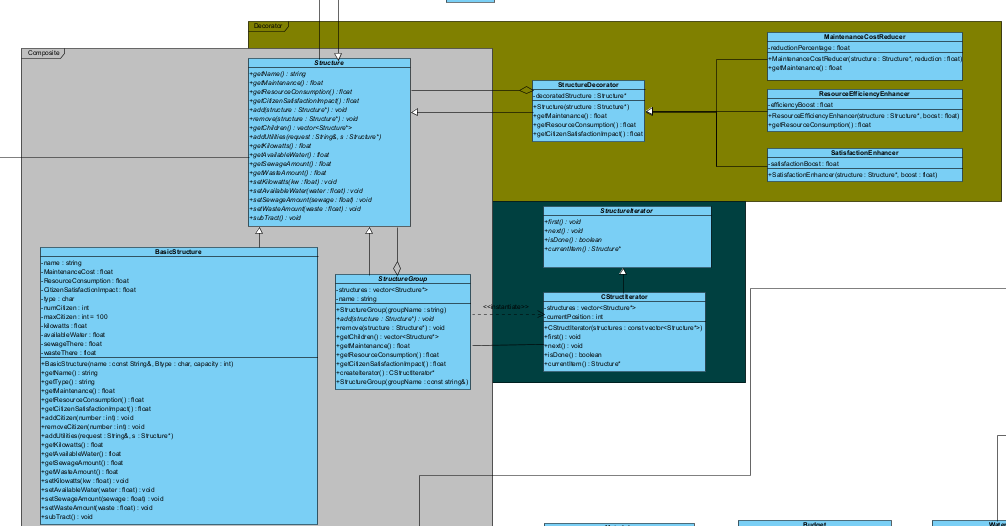 Decorator
Composite
Structure
+getName() : string
+getMaintenance() : float
+getResourceConsumption() : float
+getCitizenSatisfactionImpact() : float
+add(structure : Structure*) : void
+remove(structure : Structure*) : void
+getChildren() : vector<Structure*>
+addUtilities(request : String&, s : Structure*)
+getKilowatts() : float
+getAvailableWater() : float
+getSewageAmount() : float
+getWasteAmount() : float
+setKilowatts(kw : float) : void
+setAvailableWater(water : float) : void
+setSewageAmount(sewage : float) : void
+setWasteAmount(waste : float) : void
+subTract() : void
StructureDecorator
-decoratedStructure : Structure*
+Structure(structure : Structure*)
+getMaintenance() : float
+getResourceConsumption() : float
+getCitizenSatisfactionImpact() : float
MaintenanceCostReducer
-reductionPercentage : float
+MaintenanceCostReducer(structure : Structure*, reduction : float)
+getMaintenance() : float
ResourceEfficiencyEnhancer
-efficiencyBoost : float
+ResourceEfficiencyEnhancer(structure : Structure*, boost : float)
+getResourceConsumption() : float
SatisfactionEnhancer
-satisfactionBoost : float
+SatisfactionEnhancer(structure : Structure*, boost : float)
StructureIterator
+first() : void
+next() : void
+isDone() : boolean
+currentItem() : Structure*
BasicStructure
-name : string
-MaintenanceCost : float
-ResourceConsumption : float
-CitizenSatisfactionImpact : float
-type : char
-numCitizen : int
-maxCitizen : int = 100
-kilowatts : float
-availableWater : float
-sewageThere : float
-wasteThere : float
+BasicStructure(name : const String&, Btype : char, capacity : int)
+getName() : string
+getType() : string
+getMaintenance() : float
+getResourceConsumption() : float
+getCitizenSatisfactionImpact() : float
+addCitizen(number : int) : void
+removeCitizen(number : int) : void
+addUtilities(request : String&, s : Structure*)
+getKilowatts() : float
+getAvailableWater() : float
+getSewageAmount() : float
+getWasteAmount() : float
+setKilowatts(kw : float) : void
+setAvailableWater(water : float) : void
+setSewageAmount(sewage : float) : void
+setWasteAmount(waste : float) : void
+subTract() : void
StructureGroup
-structures : vector<Structure*>
-name : string
+StructureGroup(groupName : string)
+add(structure : Structure*) : void
+remove(structure : Structure*) : void
+getChildren() : vector<Structure*>
+getMaintenance() : float
+getResourceConsumption() : float
+getCitizenSatisfactionImpact() : float
+createIterator() : CStructIterator*
+StructureGroup(groupName : const string&)
CStructIterator
-structures : vector<Structure*>
-currentPosition : int
+CStructIterator(structures : const vector<Structure*>)
+first() : void
+next() : void
+isDone() : boolean
+currentItem() : Structure*
Budget